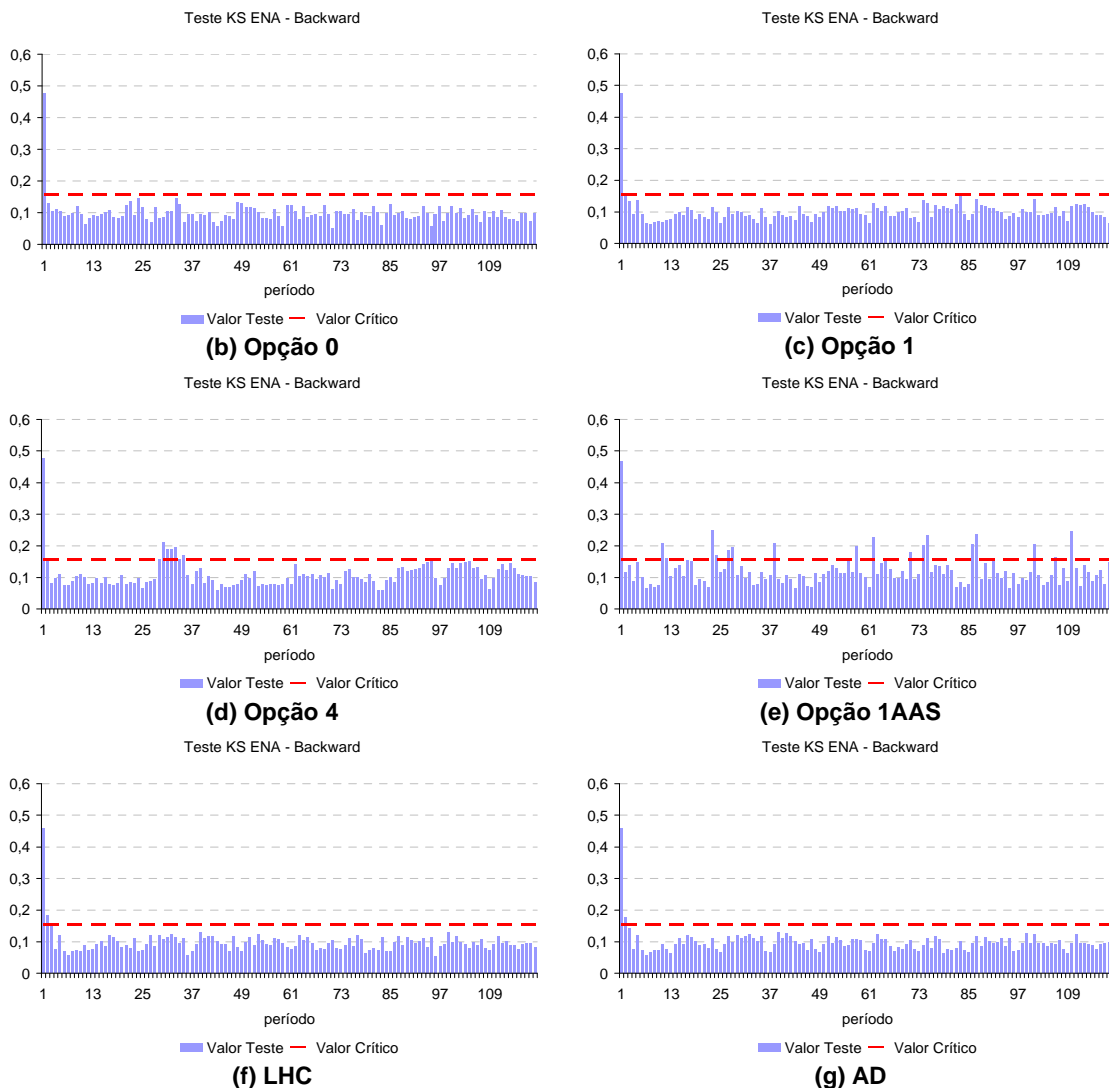 Teste KS ENA - Backward
0,6
0,5
0,4
0,3
0,2
0,1
0
1 13 25 37 49 61 73 85 97 109
período
Valor Teste Valor Crítico
(b) Opção 0
Teste KS ENA - Backward
0,6
0,5
0,4
0,3
0,2
0,1
0
1 13 25 37 49 61 73 85 97 109
período
Valor Teste Valor Crítico
(c) Opção 1
Teste KS ENA - Backward
0,6
0,5
0,4
0,3
0,2
0,1
0
1 13 25 37 49 61 73 85 97 109
período
Valor Teste Valor Crítico
(d) Opção 4
Teste KS ENA - Backward
0,6
0,5
0,4
0,3
0,2
0,1
0
1 13 25 37 49 61 73 85 97 109
período
Valor Teste Valor Crítico
(e) Opção 1AAS
Teste KS ENA - Backward
0,6
0,5
0,4
0,3
0,2
0,1
0
1 13 25 37 49 61 73 85 97 109
período
Valor Teste Valor Crítico
(f) LHC
Teste KS ENA - Backward
0,6
0,5
0,4
0,3
0,2
0,1
0
1 13 25 37 49 61 73 85 97 109
período
Valor Teste Valor Crítico
(g) AD